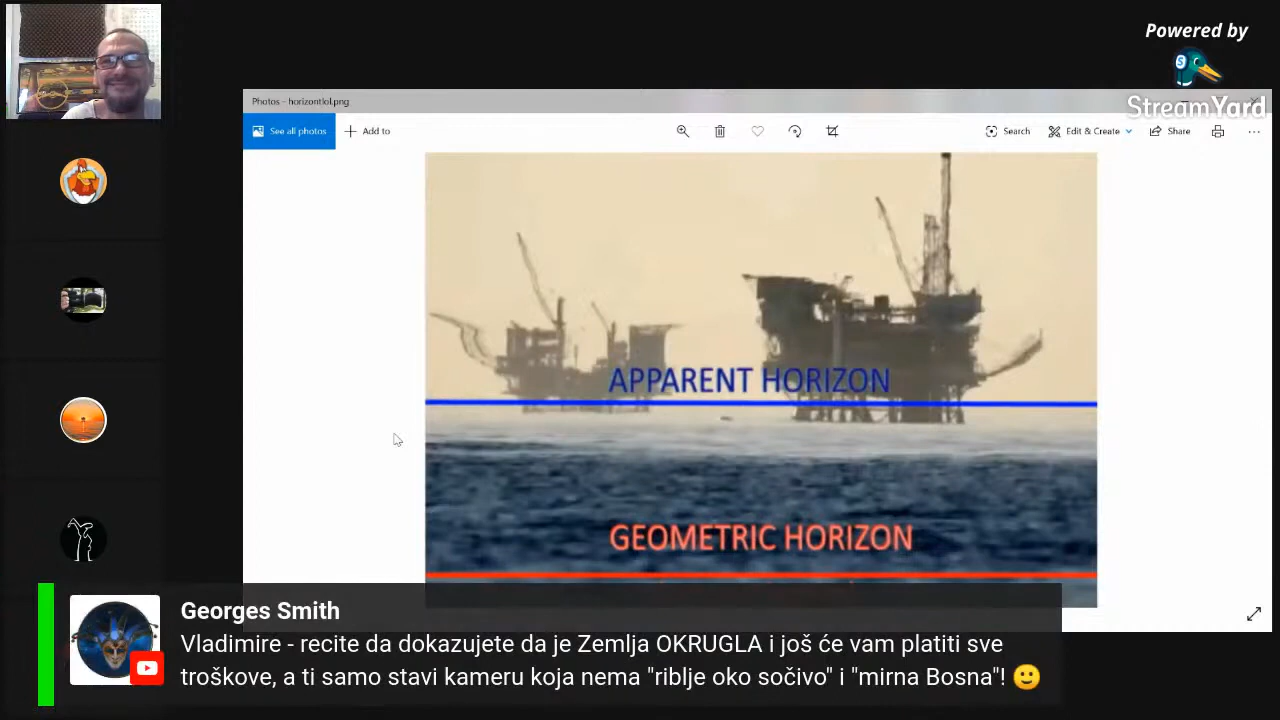 Powered by
StreamYard
Photos - horizontlol.png
See all photos
Add to
Search
Edit & Create
Share
APPARENT HORIZON
GEOMETRIC HORIZON
Georges Smith
Vladimire - recite da dokazujete da je Zemlja OKRUGLA i još će vam platiti sve
troškove, a ti samo stavi kameru koja nema "riblje oko sočivo" i "mirna Bosna"! 🙂